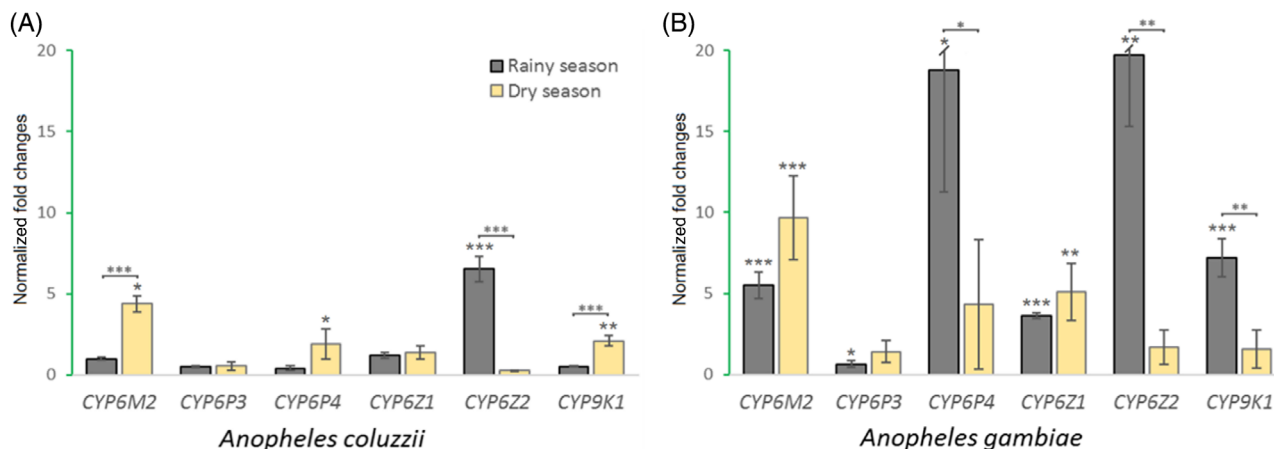 (A)
20
15
10
5
0
Normalized fold changes
Rainy season
Dry season
***
*
*
***
***
***
**
CYP6M2 CYP6P3 CYP6P4 CYP6Z1 CYP6Z2 CYP9K1
Anopheles coluzzii
(B)
20
15
10
5
0
Normalized fold changes
***
***
*
*
*
***
**
**
**
**
***
CYP6M2 CYP6P3 CYP6P4 CYP6Z1 CYP6Z2 CYP9K1
Anopheles gambiae